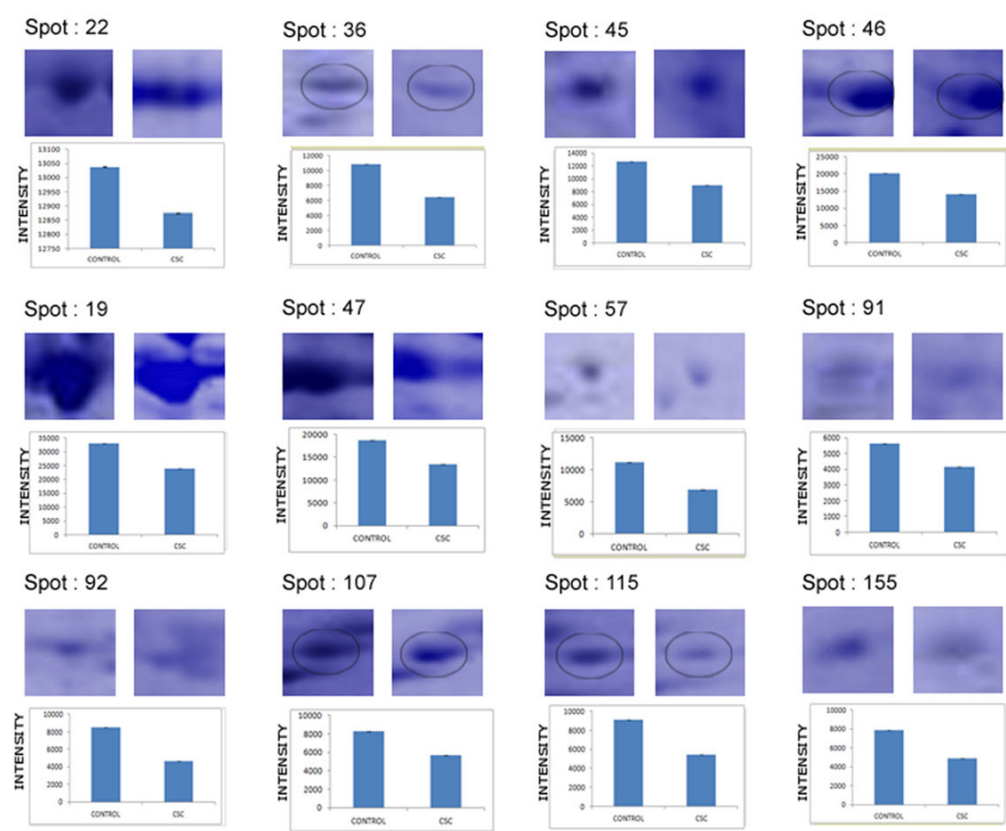 Spot : 22
INTENSITY
13100
13050
13000
12950
12900
12850
12800
12750
CONTROL CSC
Spot : 36
INTENSITY
12000
10000
8000
6000
4000
2000
0
CONTROL CSC
Spot : 45
INTENSITY
14000
12000
10000
8000
6000
4000
2000
0
CONTROL CSC
Spot : 46
INTENSITY
25000
20000
15000
10000
5000
0
CONTROL CSC
Spot : 19
INTENSITY
35000
30000
25000
20000
15000
10000
5000
0
CONTROL CSC
Spot : 47
INTENSITY
20000
15000
10000
5000
0
CONTROL CSC
Spot : 57
INTENSITY
15000
10000
5000
0
CONTROL CSC
Spot : 91
INTENSITY
6000
5000
4000
3000
2000
1000
0
CONTROL CSC
Spot : 92
INTENSITY
10000
8000
6000
4000
2000
0
CONTROL CSC
Spot : 107
INTENSITY
10000
8000
6000
4000
2000
0
CONTROL CSC
Spot : 115
INTENSITY
10000
8000
6000
4000
2000
0
CONTROL CSC
Spot : 155
INTENSITY
10000
8000
6000
4000
2000
0
CONTROL CSC